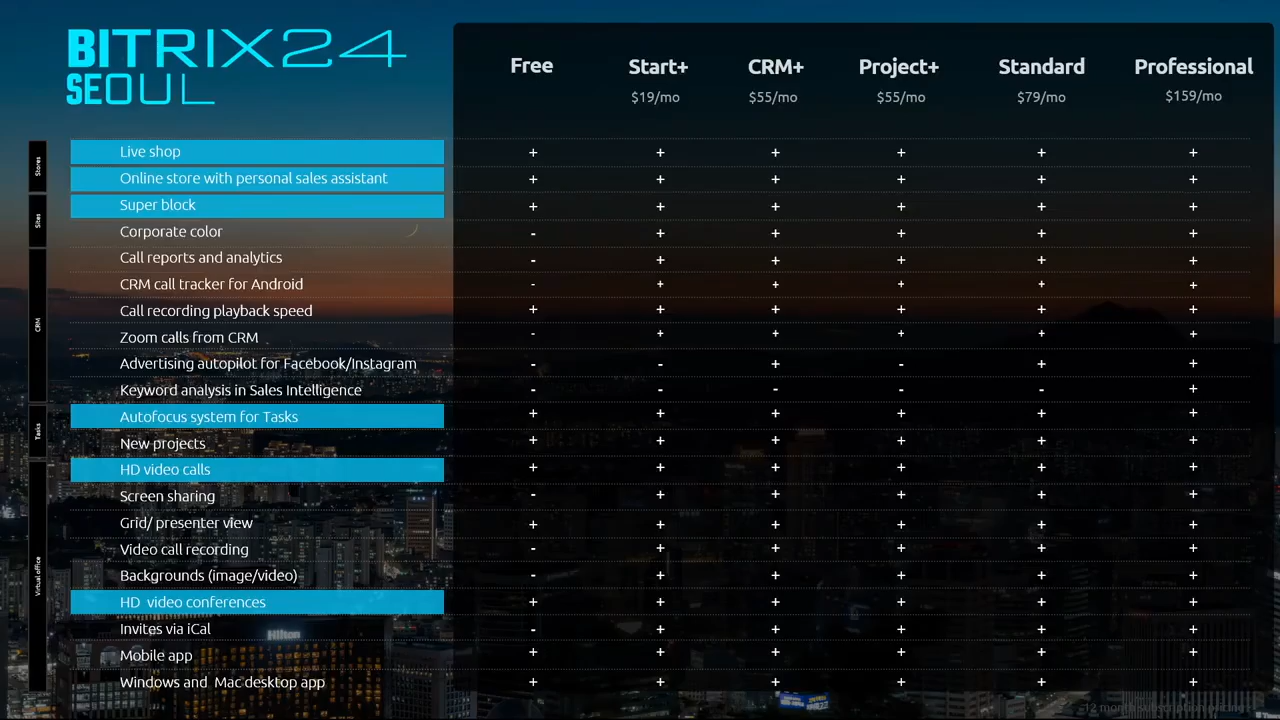 BITRIX24
SEOUL
Free Start+ CRM+ Project+ Standard Professional
$19/mo $55/mo $55/mo $79/mo $159/mo
Stores
Live shop + + + + + +
Online store with personal sales assistant + + + + + +
Sites
Super block + + + + + +
Corporate color - + + + + +
CRM
Call reports and analytics - + + + + +
CRM call tracker for Android - + + + + +
Call recording playback speed + + + + + +
Zoom calls from CRM - + + + + +
Advertising autopilot for Facebook/Instagram - - + - + +
Keyword analysis in Sales Intelligence - - - - - +
Tasks
Autofocus system for Tasks + + + + + +
New projects + + + + + +
Virtual office
HD video calls + + + + + +
Screen sharing - + + + + +
Grid/ presenter view + + + + + +
Video call recording - + + + + +
Backgrounds (image/video) - + + + + +
HD video conferences + + + + + +
Invites via iCal - + + + + +
Mobile app + + + + + +
Windows and Mac desktop app + + + + + +
Hilton
12 month subscription pricing